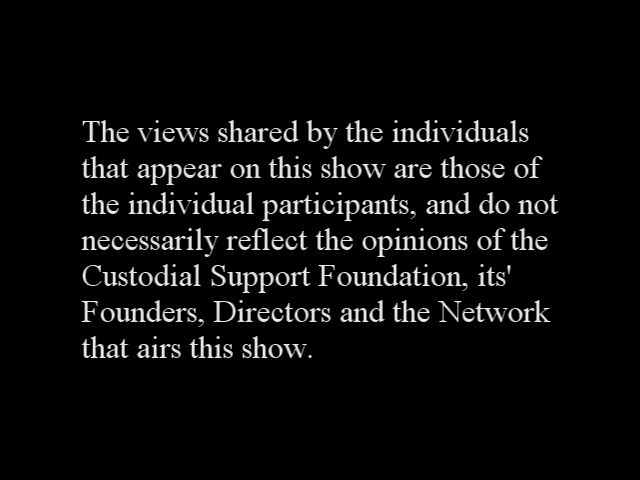 The views shared by the individuals
that appear on this show are those of
the individual participants, and do not
necessarily reflect the opinions of the
Custodial Support Foundation, its'
Founders, Directors and the Network
that airs this show.